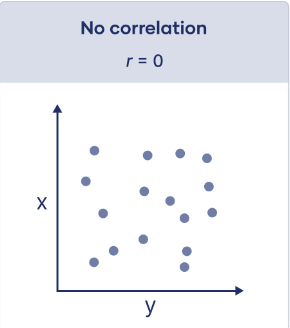 No correlation
r = 0
x
y